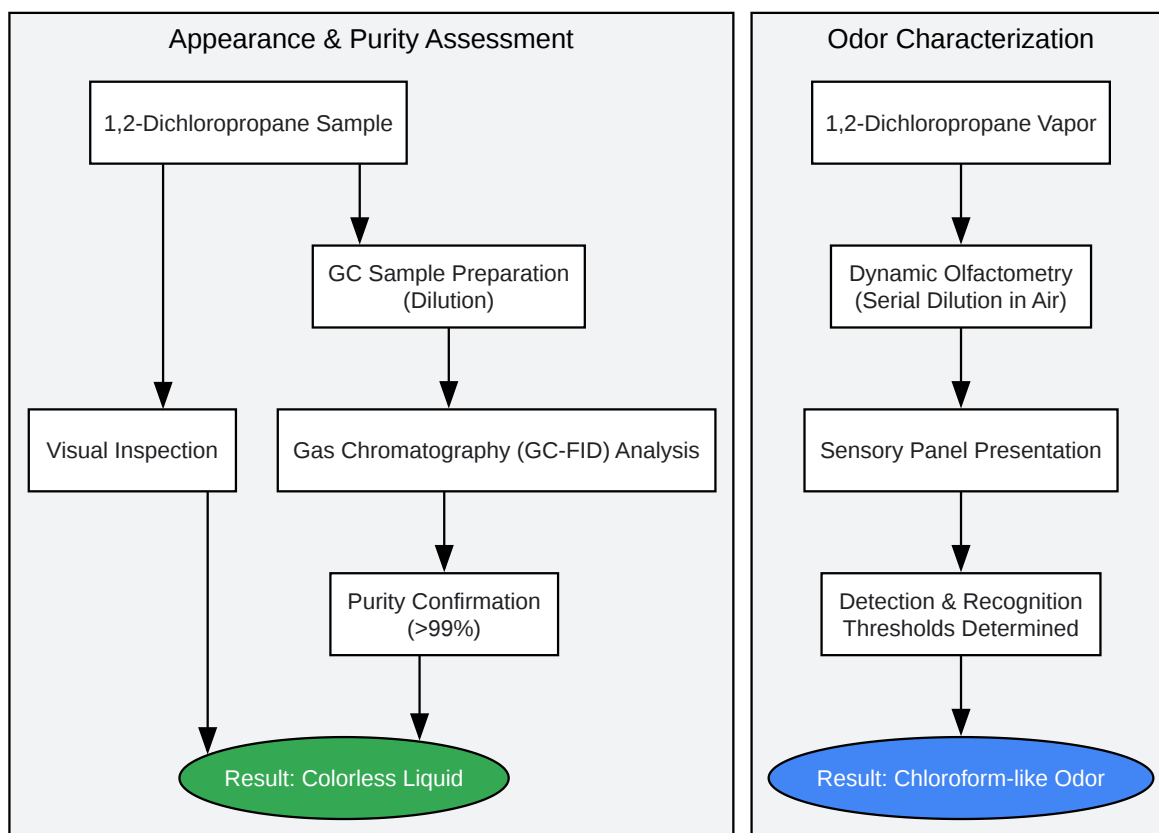 Appearance & Purity Assessment
1,2-Dichloropropane Sample
GC Sample Preparation
(Dilution)
Visual Inspection
Gas Chromatography (GC-FID) Analysis
Purity Confirmation
(>99%)
Result: Colorless Liquid
Odor Characterization
1,2-Dichloropropane Vapor
Dynamic Olfactometry
(Serial Dilution in Air)
Sensory Panel Presentation
Detection & Recognition
Thresholds Determined
Result: Chloroform-like Odor